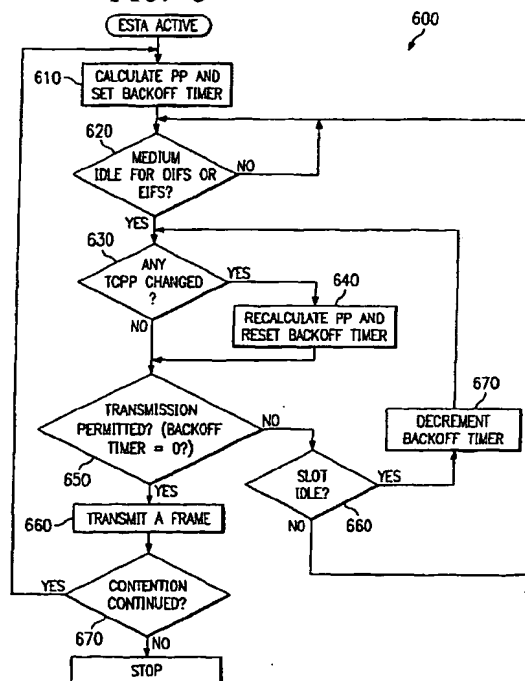 ESTA ACTIVE
600
610
CALCULATE PP AND
SET BACKOFF TIMER
620
MEDIUM
IDLE FOR DIFS OR
EIFS?
NO
YES
630
ANY
TCPP CHANGED
?
YES
NO
640
RECALCULATE PP AND
RESET BACKOFF TIMER
TRANSMISSION
PERMITTED? (BACKOFF
TIMER = 0?)
NO
650
YES
670
DECREMENT
BACKOFF TIMER
SLOT
IDLE?
YES
660
NO
660
TRANSMIT A FRAME
YES
CONTENTION
CONTINUED?
670
NO
STOP